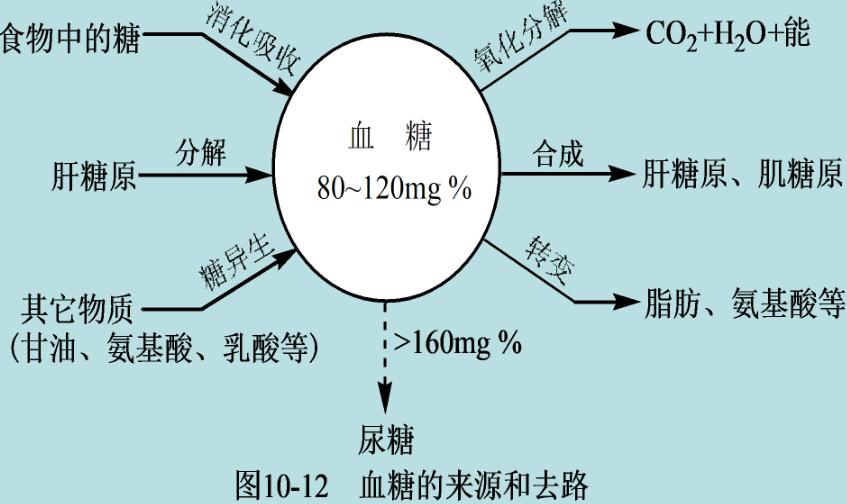 食物中的糖
消化吸收
氧化分解
CO2+H2O+能
血 糖
80~120mg %
肝糖原
分解
合成
肝糖原、肌糖原
糖异生
转变
其它物质
(甘油、氨基酸、乳酸等)
脂肪、氨基酸等
>160mg %
尿糖
图10-12 血糖的来源和去路